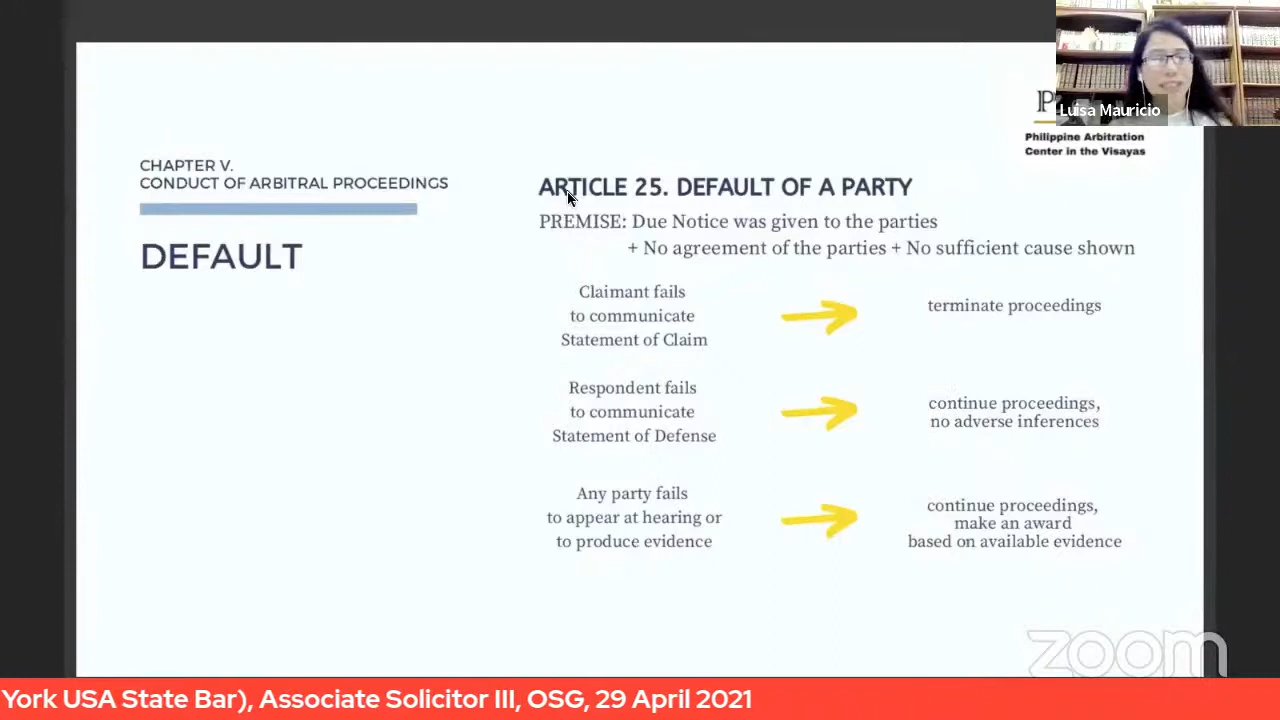 Luisa Mauricio
Philippine Arbitration
Center in the Visayas
CHAPTER V.
CONDUCT OF ARBITRAL PROCEEDINGS
DEFAULT
ARTICLE 25. DEFAULT OF A PARTY
PREMISE: Due Notice was given to the parties
+ No agreement of the parties + No sufficient cause shown
Claimant fails
to communicate
Statement of Claim
terminate proceedings
Respondent fails
to communicate
Statement of Defense
continue proceedings,
no adverse inferences
Any party fails
to appear at hearing or
to produce evidence
continue proceedings,
make an award
based on available evidence
zoom
York USA State Bar), Associate Solicitor III, OSG, 29 April 2021